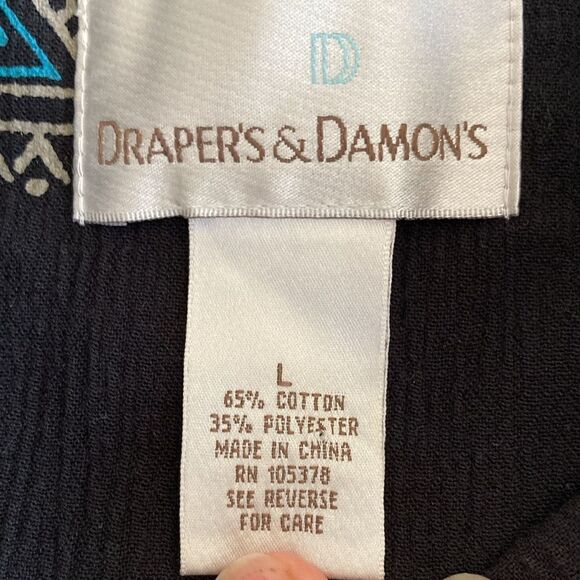 D
DRAPER'S & DAMON'S
L
65% COTTON
35% POLYESTER
MADE IN CHINA
RN 105378
SEE REVERSE
FOR CARE